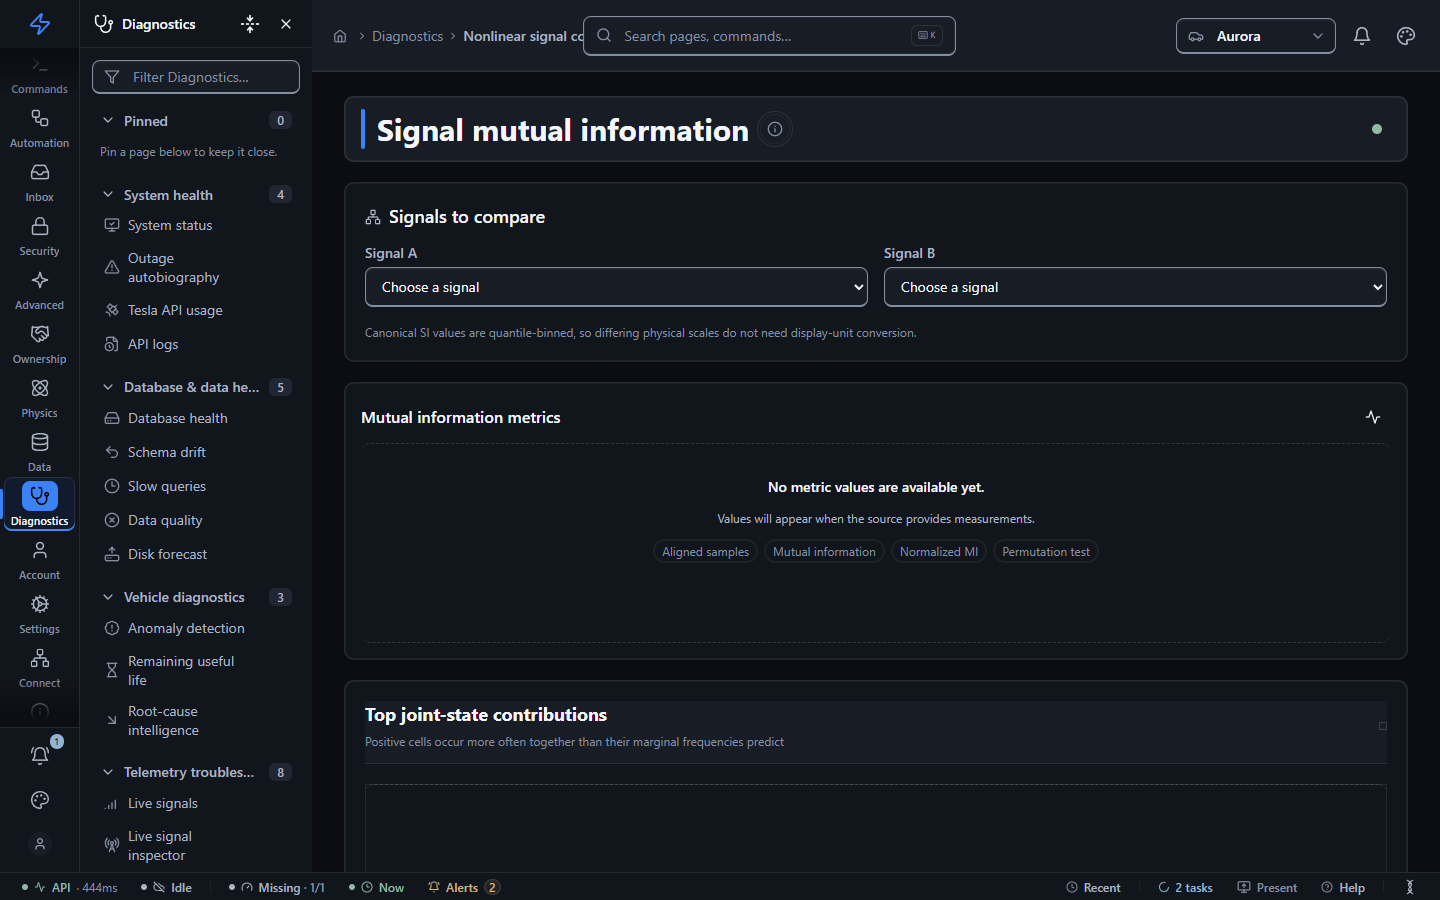 Diagnostics
Diagnostics
Nonlinear signal co
Search pages, commands...
K
Aurora
Commands
Automation
Inbox
Security
Advanced
Ownership
Physics
Data
Diagnostics
Account
Settings
Connect
1
Filter Diagnostics...
Pinned
0
Pin a page below to keep it close.
System health
4
System status
Outage
autobiography
Tesla API usage
API logs
Database & data he...
5
Database health
Schema drift
Slow queries
Data quality
Disk forecast
Vehicle diagnostics
3
Anomaly detection
Remaining useful
life
Root-cause
intelligence
Telemetry troubles...
8
Live signals
Live signal
inspector
Signal mutual information
Signals to compare
Signal A
Signal B
Choose a signal
Choose a signal
Canonical SI values are quantile-binned, so differing physical scales do not need display-unit conversion.
Mutual information metrics
No metric values are available yet.
Values will appear when the source provides measurements.
Aligned samples
Mutual information
Normalized MI
Permutation test
Top joint-state contributions
Positive cells occur more often together than their marginal frequencies predict
API · 444ms
Idle
Missing · 1/1
Now
Alerts 2
Recent
2 tasks
Present
Help